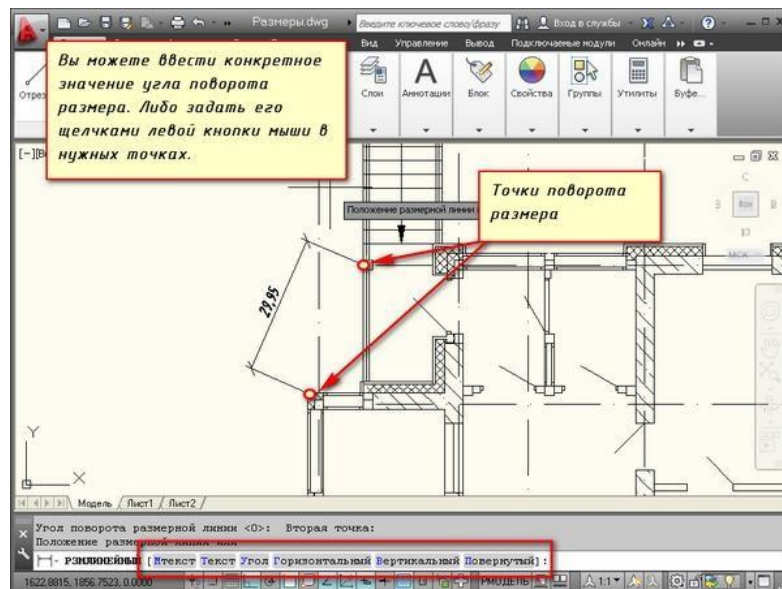 Размеры.dwg
Введите ключевое слово/фразу
Вход в службы
Вид Управление Вывод Подключаемые модули Онлайн
Вы можете ввести конкретное
значение угла поворота
размера. Либо задать его
щелчками левой кнопки мыши в
нужных точках.
Отрез
Слои
Аннотации
Блок
Свойства
Группы
Утилиты
Буфе...
Точки поворота
размера
Положение размерной линии
29,95
МСК
Y
X
Модель Лист1 Лист2
Угол поворота размерной линии <0>: Вторая точка:
Положение размерной линии или
РЗМЛИНЕЙНЫЙ [Мтекст Текст Угол Горизонтальный Вертикальный Повернутый]:
1622.8815, 1856.7523, 0.0000
РМОДЕЛЬ
1:1